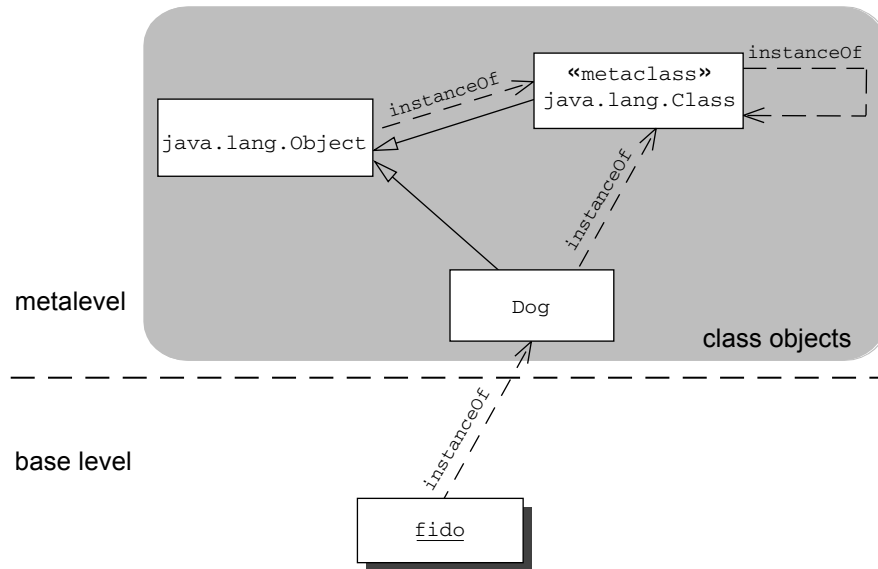 instanceOf
«metaclass»
java.lang.Class
instanceOf
java.lang.Object
instanceOf
Dog
metalevel
class objects
instanceOf
base level
fido